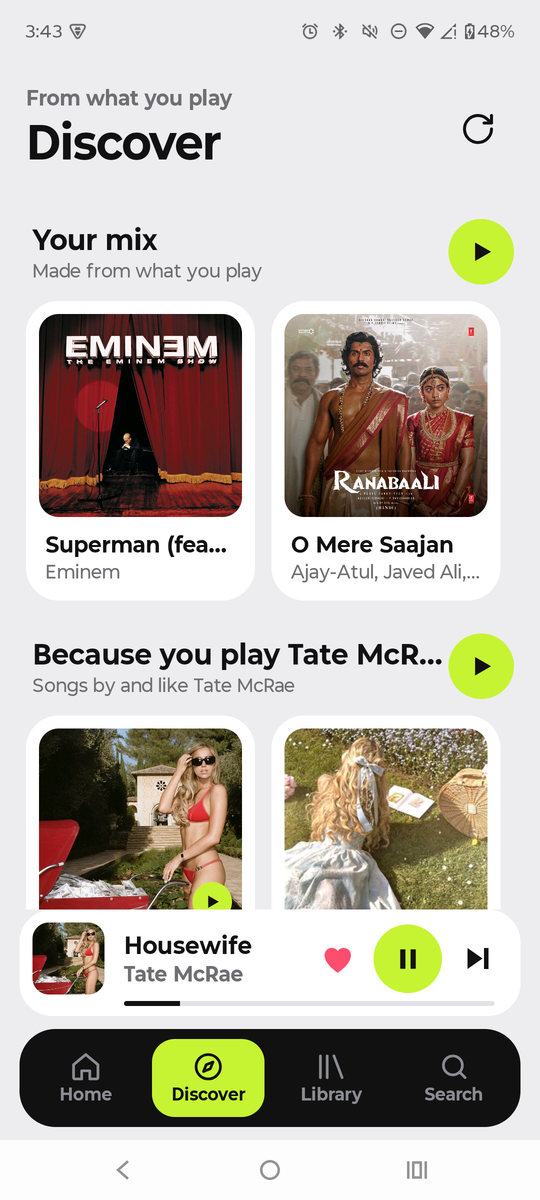 3:43
48%
From what you play
Discover
Your mix
Made from what you play
EMINEM
THE EMINEM SHOW
RANABAALI
(HINDI)
Superman (fea...
Eminem
O Mere Saajan
Ajay-Atul, Javed Ali,...
Because you play Tate McR...
Songs by and like Tate McRae
Housewife
Tate McRae
Home
Discover
Library
Search